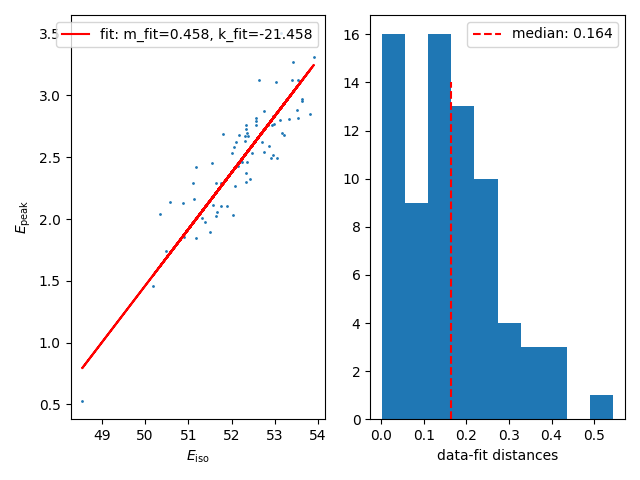 fit: m_fit=0.458, k_fit=-21.458
3.5
3.0
2.5
2.0
1.5
1.0
0.5
E_peak
49 50 51 52 53 54
E_iso
median: 0.164
16
14
12
10
8
6
4
2
0
0.0 0.1 0.2 0.3 0.4 0.5
data-fit distances